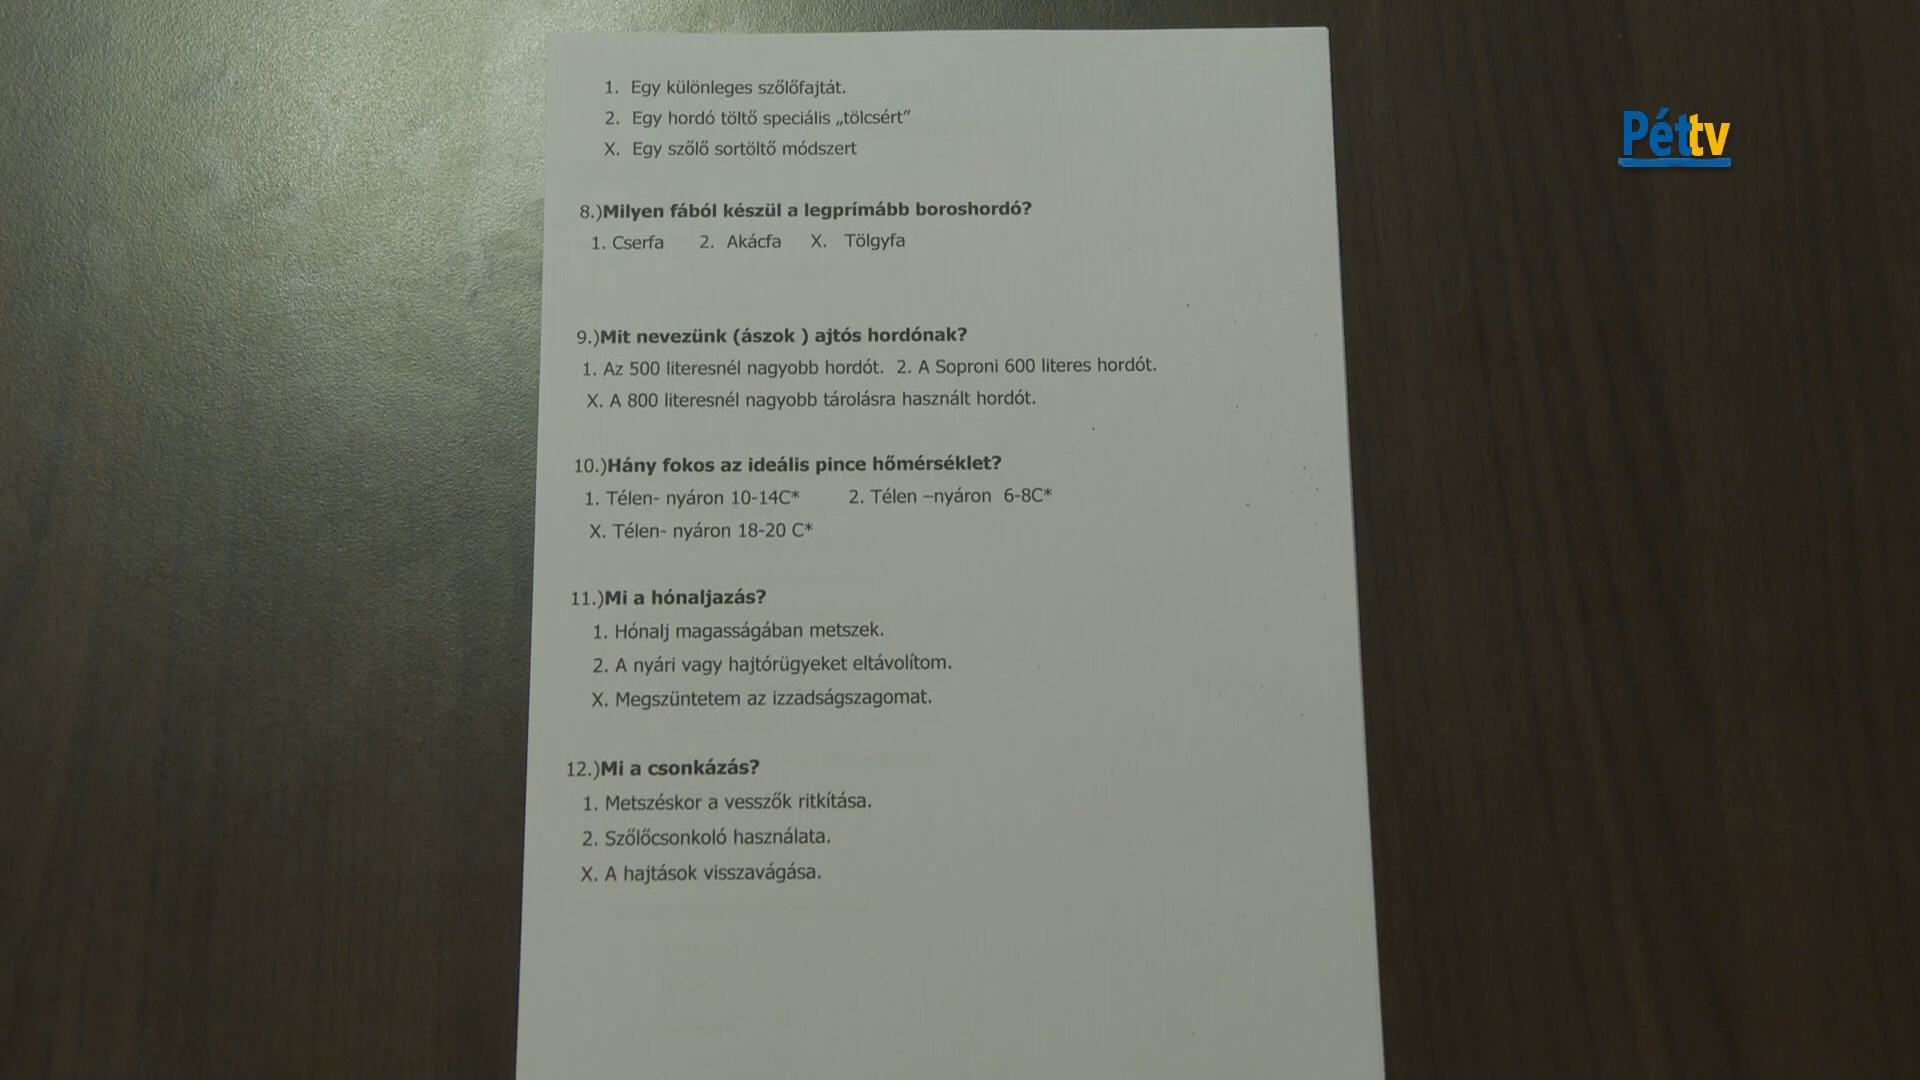 1. Egy különleges szőlőfajtát.
2. Egy hordó töltő speciális „tölcsért”
X. Egy szőlő sortöltő módszert
Péttv
8.)Milyen fából készül a legprímább boroshordó?
1. Cserfa 2. Akácfa X. Tölgyfa
9.)Mit nevezünk (ászok ) ajtós hordónak?
1. Az 500 literesnél nagyobb hordót. 2. A Soproni 600 literes hordót.
X. A 800 literesnél nagyobb tárolásra használt hordót.
10.)Hány fokos az ideális pince hőmérséklet?
1. Télen- nyáron 10-14C* 2. Télen –nyáron 6-8C*
X. Télen- nyáron 18-20 C*
11.)Mi a hónaljazás?
1. Hónalj magasságában metszek.
2. A nyári vagy hajtórügyeket eltávolítom.
X. Megszüntetem az izzadságszagomat.
12.)Mi a csonkázás?
1. Metszéskor a vesszők ritkítása.
2. Szőlőcsonkoló használata.
X. A hajtások visszavágása.